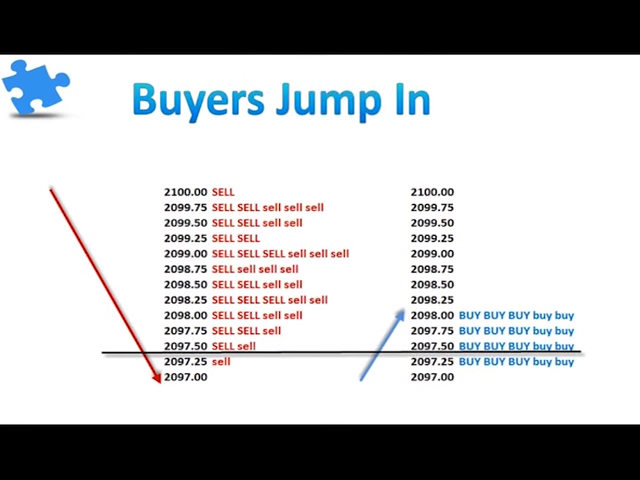 Buyers Jump In
2100.00 SELL
2099.75 SELL SELL sell sell sell
2099.50 SELL SELL sell sell
2099.25 SELL SELL
2099.00 SELL SELL SELL sell sell sell
2098.75 SELL sell sell sell
2098.50 SELL SELL sell sell
2098.25 SELL SELL SELL sell sell
2098.00 SELL SELL sell sell
2097.75 SELL SELL sell
2097.50 SELL sell
2097.25 sell
2097.00
2100.00
2099.75
2099.50
2099.25
2099.00
2098.75
2098.50
2098.25
2098.00 BUY BUY BUY buy buy
2097.75 BUY BUY BUY buy buy
2097.50 BUY BUY BUY buy buy
2097.25 BUY BUY BUY buy buy
2097.00